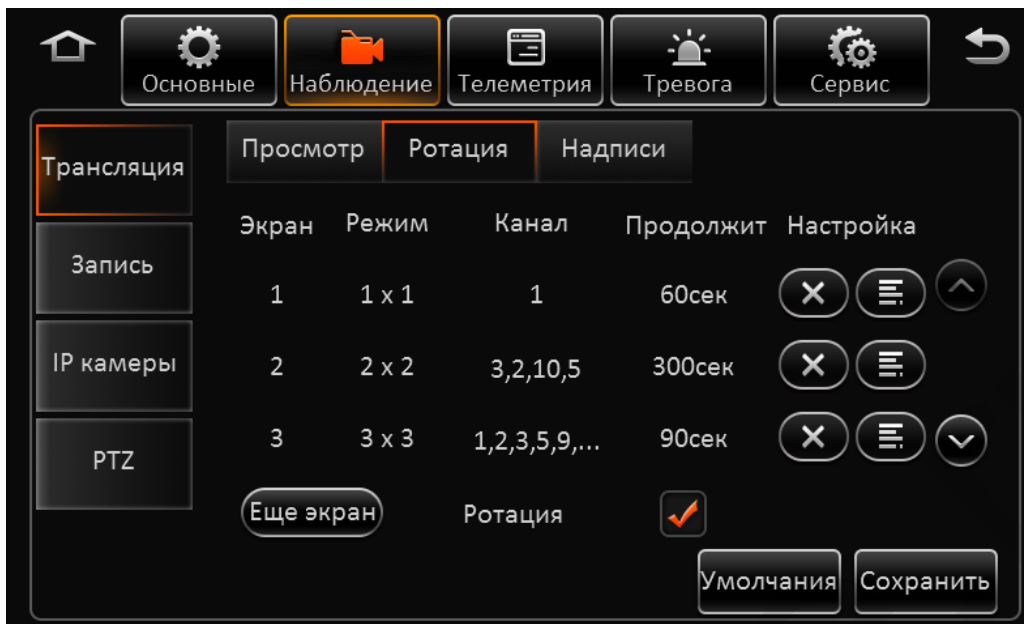 Основные Наблюдение Телеметрия Тревога Сервис
Трансляция
Запись
IP камеры
PTZ
Просмотр Ротация Надписи
Экран Режим Канал Продолжит Настройка
1 1 x 1 1 60сек
2 2 x 2 3,2,10,5 300сек
3 3 x 3 1,2,3,5,9,... 90сек
Еще экран Ротация
Умолчания Сохранить